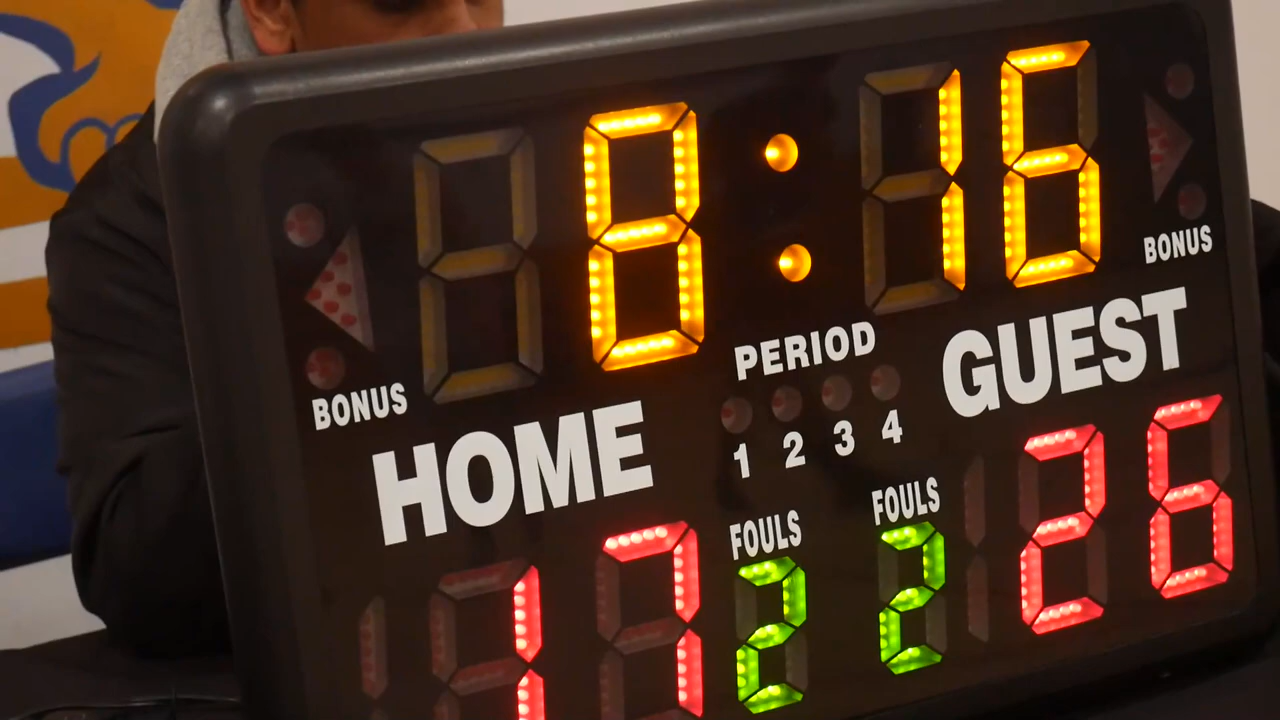 8:16
BONUS
PERIOD
BONUS
1 2 3 4
HOME
GUEST
FOULS
FOULS
17
2
2
26